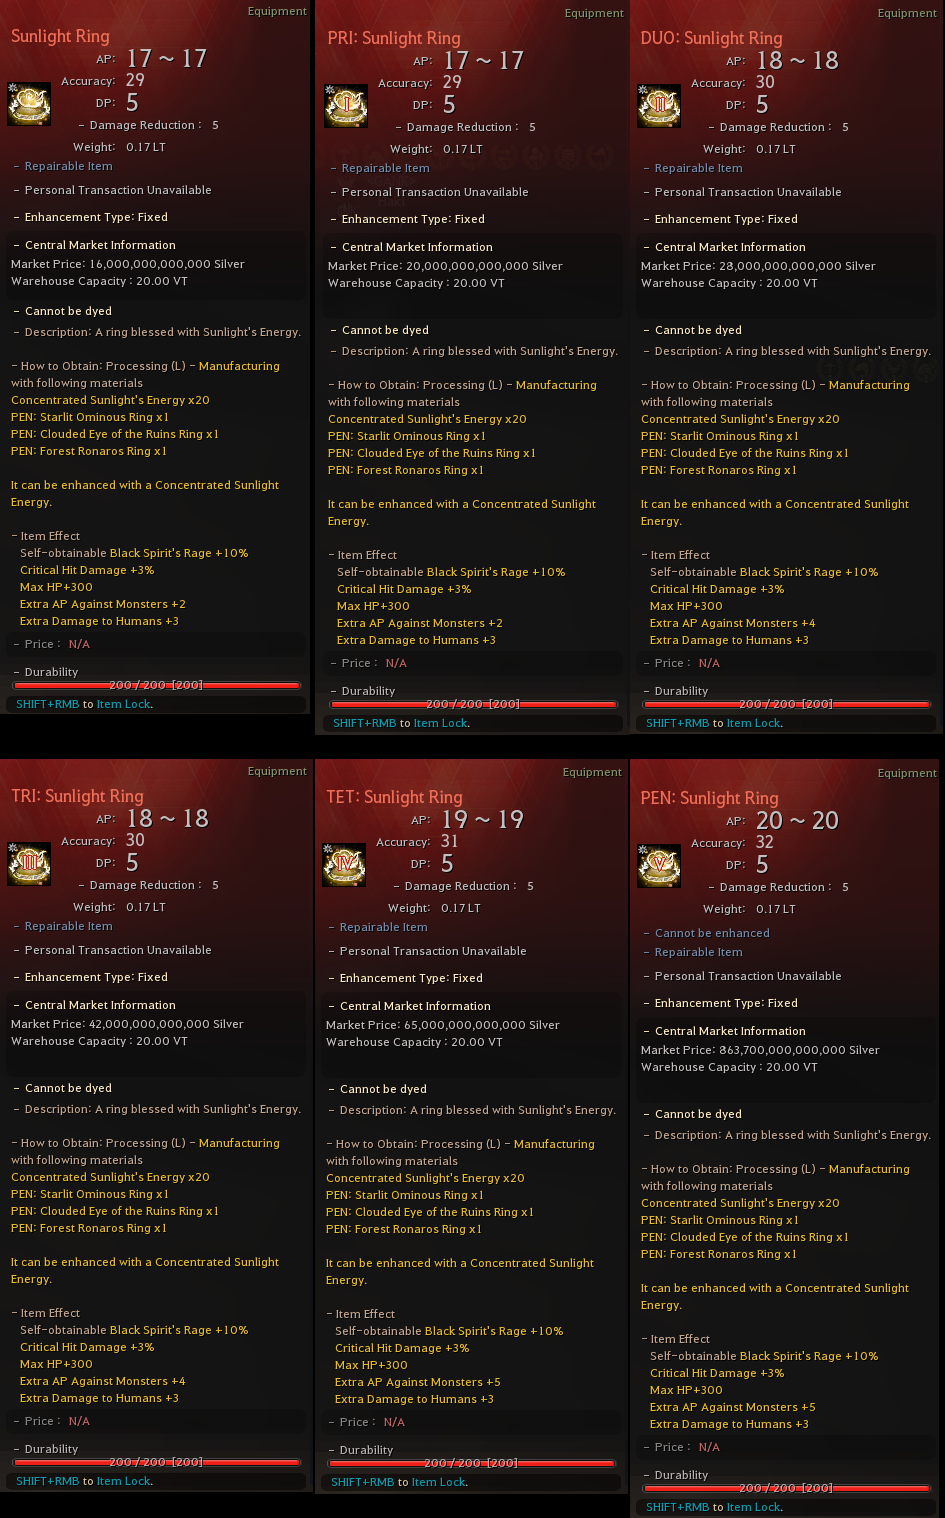 Equipment
Sunlight Ring
AP: 17 ~ 17
Accuracy: 29
DP: 5
- Damage Reduction : 5
Weight: 0.17 LT
- Repairable Item
- Personal Transaction Unavailable
- Enhancement Type: Fixed
- Central Market Information
Market Price: 16,000,000,000,000 Silver
Warehouse Capacity : 20.00 VT
- Cannot be dyed
- Description: A ring blessed with Sunlight's Energy.
- How to Obtain: Processing (L) - Manufacturing
with following materials
Concentrated Sunlight's Energy x20
PEN: Starlit Ominous Ring x1
PEN: Clouded Eye of the Ruins Ring x1
PEN: Forest Ronaros Ring x1
It can be enhanced with a Concentrated Sunlight
Energy.
- Item Effect
Self-obtainable Black Spirit's Rage +10%
Critical Hit Damage +3%
Max HP+300
Extra AP Against Monsters +2
Extra Damage to Humans +3
- Price : N/A
- Durability
200 / 200 [200]
SHIFT+RMB to Item Lock.
Equipment
PRI: Sunlight Ring
AP: 17 ~ 17
I
Accuracy: 29
DP: 5
- Damage Reduction : 5
Weight: 0.17 LT
- Repairable Item
- Personal Transaction Unavailable
- Enhancement Type: Fixed
- Central Market Information
Market Price: 20,000,000,000,000 Silver
Warehouse Capacity : 20.00 VT
- Cannot be dyed
- Description: A ring blessed with Sunlight's Energy.
- How to Obtain: Processing (L) - Manufacturing
with following materials
Concentrated Sunlight's Energy x20
PEN: Starlit Ominous Ring x1
PEN: Clouded Eye of the Ruins Ring x1
PEN: Forest Ronaros Ring x1
It can be enhanced with a Concentrated Sunlight
Energy.
- Item Effect
Self-obtainable Black Spirit's Rage +10%
Critical Hit Damage +3%
Max HP+300
Extra AP Against Monsters +2
Extra Damage to Humans +3
- Price : N/A
- Durability
200 / 200 [200]
SHIFT+RMB to Item Lock.
Equipment
DUO: Sunlight Ring
AP: 18 ~ 18
II
Accuracy: 30
DP: 5
- Damage Reduction : 5
Weight: 0.17 LT
- Repairable Item
- Personal Transaction Unavailable
- Enhancement Type: Fixed
- Central Market Information
Market Price: 28,000,000,000,000 Silver
Warehouse Capacity : 20.00 VT
- Cannot be dyed
- Description: A ring blessed with Sunlight's Energy.
- How to Obtain: Processing (L) - Manufacturing
with following materials
Concentrated Sunlight's Energy x20
PEN: Starlit Ominous Ring x1
PEN: Clouded Eye of the Ruins Ring x1
PEN: Forest Ronaros Ring x1
It can be enhanced with a Concentrated Sunlight
Energy.
- Item Effect
Self-obtainable Black Spirit's Rage +10%
Critical Hit Damage +3%
Max HP+300
Extra AP Against Monsters +4
Extra Damage to Humans +3
- Price : N/A
- Durability
200 / 200 [200]
SHIFT+RMB to Item Lock.
Equipment
TRI: Sunlight Ring
AP: 18 ~ 18
III
Accuracy: 30
DP: 5
- Damage Reduction : 5
Weight: 0.17 LT
- Repairable Item
- Personal Transaction Unavailable
- Enhancement Type: Fixed
- Central Market Information
Market Price: 42,000,000,000,000 Silver
Warehouse Capacity : 20.00 VT
- Cannot be dyed
- Description: A ring blessed with Sunlight's Energy.
- How to Obtain: Processing (L) - Manufacturing
with following materials
Concentrated Sunlight's Energy x20
PEN: Starlit Ominous Ring x1
PEN: Clouded Eye of the Ruins Ring x1
PEN: Forest Ronaros Ring x1
It can be enhanced with a Concentrated Sunlight
Energy.
- Item Effect
Self-obtainable Black Spirit's Rage +10%
Critical Hit Damage +3%
Max HP+300
Extra AP Against Monsters +4
Extra Damage to Humans +3
- Price : N/A
- Durability
200 / 200 [200]
SHIFT+RMB to Item Lock.
Equipment
TET: Sunlight Ring
AP: 19 ~ 19
IV
Accuracy: 31
DP: 5
- Damage Reduction : 5
Weight: 0.17 LT
- Repairable Item
- Personal Transaction Unavailable
- Enhancement Type: Fixed
- Central Market Information
Market Price: 65,000,000,000,000 Silver
Warehouse Capacity : 20.00 VT
- Cannot be dyed
- Description: A ring blessed with Sunlight's Energy.
- How to Obtain: Processing (L) - Manufacturing
with following materials
Concentrated Sunlight's Energy x20
PEN: Starlit Ominous Ring x1
PEN: Clouded Eye of the Ruins Ring x1
PEN: Forest Ronaros Ring x1
It can be enhanced with a Concentrated Sunlight
Energy.
- Item Effect
Self-obtainable Black Spirit's Rage +10%
Critical Hit Damage +3%
Max HP+300
Extra AP Against Monsters +5
Extra Damage to Humans +3
- Price : N/A
- Durability
200 / 200 [200]
SHIFT+RMB to Item Lock.
Equipment
PEN: Sunlight Ring
AP: 20 ~ 20
V
Accuracy: 32
DP: 5
- Damage Reduction : 5
Weight: 0.17 LT
- Cannot be enhanced
- Repairable Item
- Personal Transaction Unavailable
- Enhancement Type: Fixed
- Central Market Information
Market Price: 863,700,000,000,000 Silver
Warehouse Capacity : 20.00 VT
- Cannot be dyed
- Description: A ring blessed with Sunlight's Energy.
- How to Obtain: Processing (L) - Manufacturing
with following materials
Concentrated Sunlight's Energy x20
PEN: Starlit Ominous Ring x1
PEN: Clouded Eye of the Ruins Ring x1
PEN: Forest Ronaros Ring x1
It can be enhanced with a Concentrated Sunlight
Energy.
- Item Effect
Self-obtainable Black Spirit's Rage +10%
Critical Hit Damage +3%
Max HP+300
Extra AP Against Monsters +5
Extra Damage to Humans +3
- Price : N/A
- Durability
200 / 200 [200]
SHIFT+RMB to Item Lock.